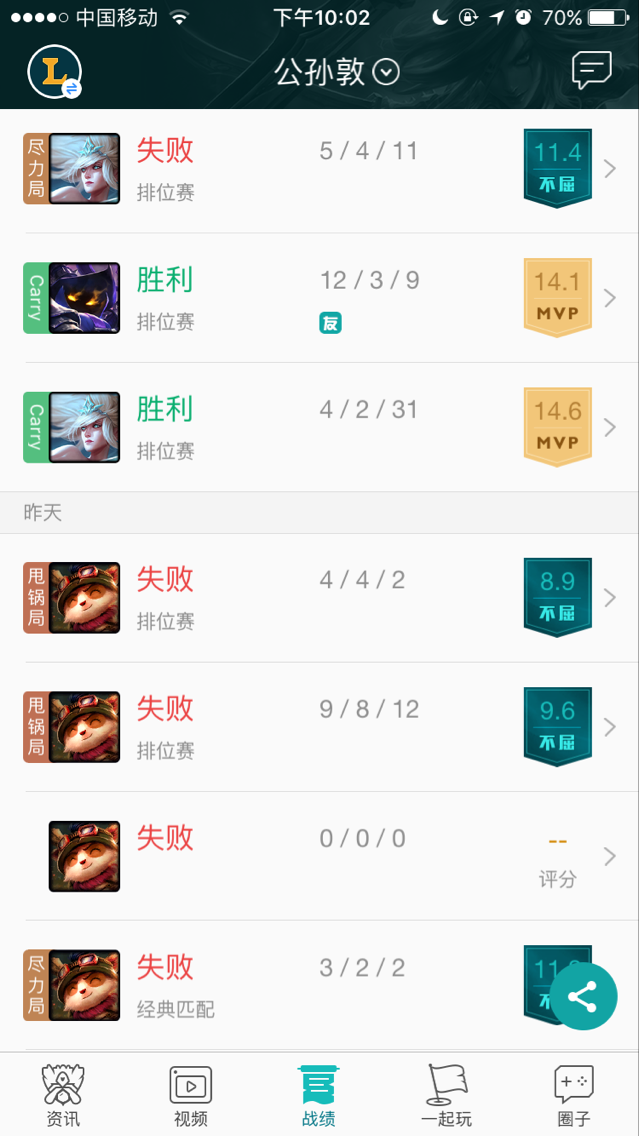 中国移动 下午10:02 70%
L 公孙敦
尽力局 失败 5 / 4 / 11 11.4
排位赛 不屈
Carry 胜利 12 / 3 / 9 14.1
排位赛 友 MVP
Carry 胜利 4 / 2 / 31 14.6
排位赛 MVP
昨天
甩锅局 失败 4 / 4 / 2 8.9
排位赛 不屈
甩锅局 失败 9 / 8 / 12 9.6
排位赛 不屈
失败 0 / 0 / 0 --
评分
尽力局 失败 3 / 2 / 2
经典匹配
资讯 视频 战绩 一起玩 圈子